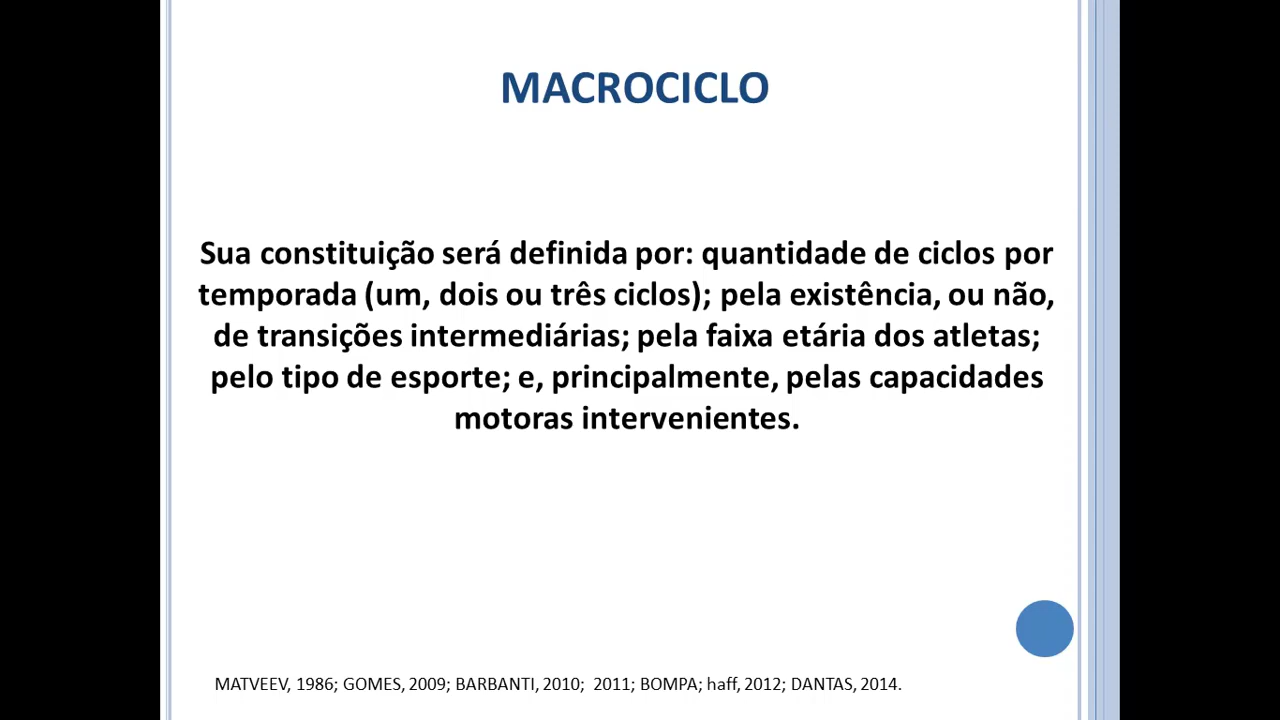 MACROCICLO
Sua constituição será definida por: quantidade de ciclos por
temporada (um, dois ou três ciclos); pela existência, ou não,
de transições intermediárias; pela faixa etária dos atletas;
pelo tipo de esporte; e, principalmente, pelas capacidades
motoras intervenientes.
MATVEEV, 1986; GOMES, 2009; BARBANTI, 2010;  2011; BOMPA; haff, 2012; DANTAS, 2014.